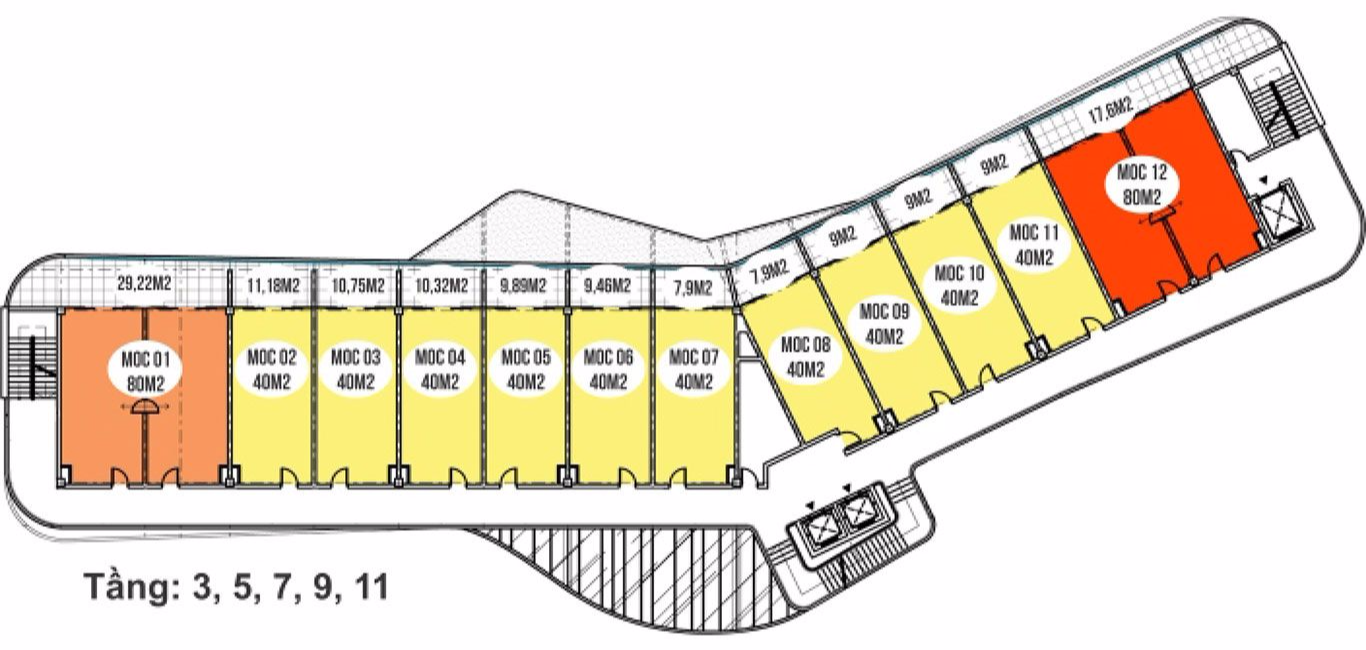 17,6M2
MOC 12
80M2
9M2
9M2
9M2
7,9M2
MOC 11
40M2
MOC 10
40M2
MOC 09
40M2
MOC 08
40M2
29,22M2
11,18M2
10,75M2
10,32M2
9,89M2
9,46M2
7,9M2
MOC 01
80M2
MOC 02
40M2
MOC 03
40M2
MOC 04
40M2
MOC 05
40M2
MOC 06
40M2
MOC 07
40M2
Tầng: 3, 5, 7, 9, 11